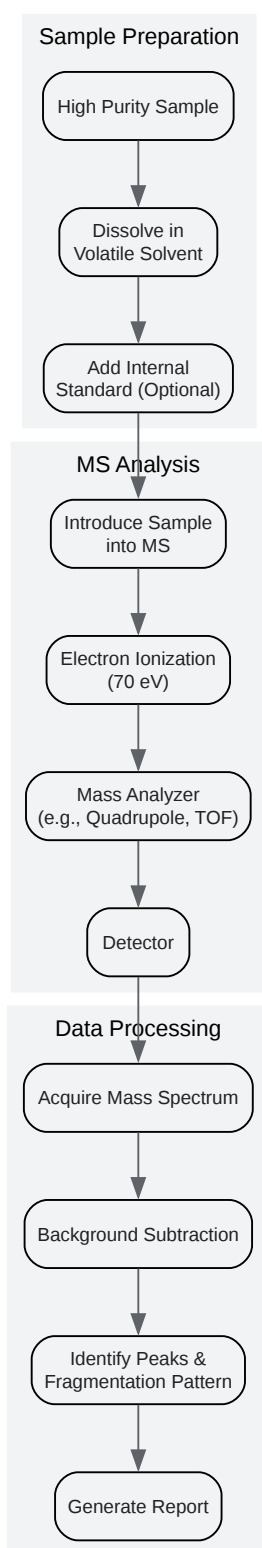 Sample Preparation
High Purity Sample
Dissolve in
Volatile Solvent
Add Internal
Standard (Optional)
MS Analysis
Introduce Sample
into MS
Electron Ionization
(70 eV)
Mass Analyzer
(e.g., Quadrupole, TOF)
Detector
Data Processing
Acquire Mass Spectrum
Background Subtraction
Identify Peaks &
Fragmentation Pattern
Generate Report